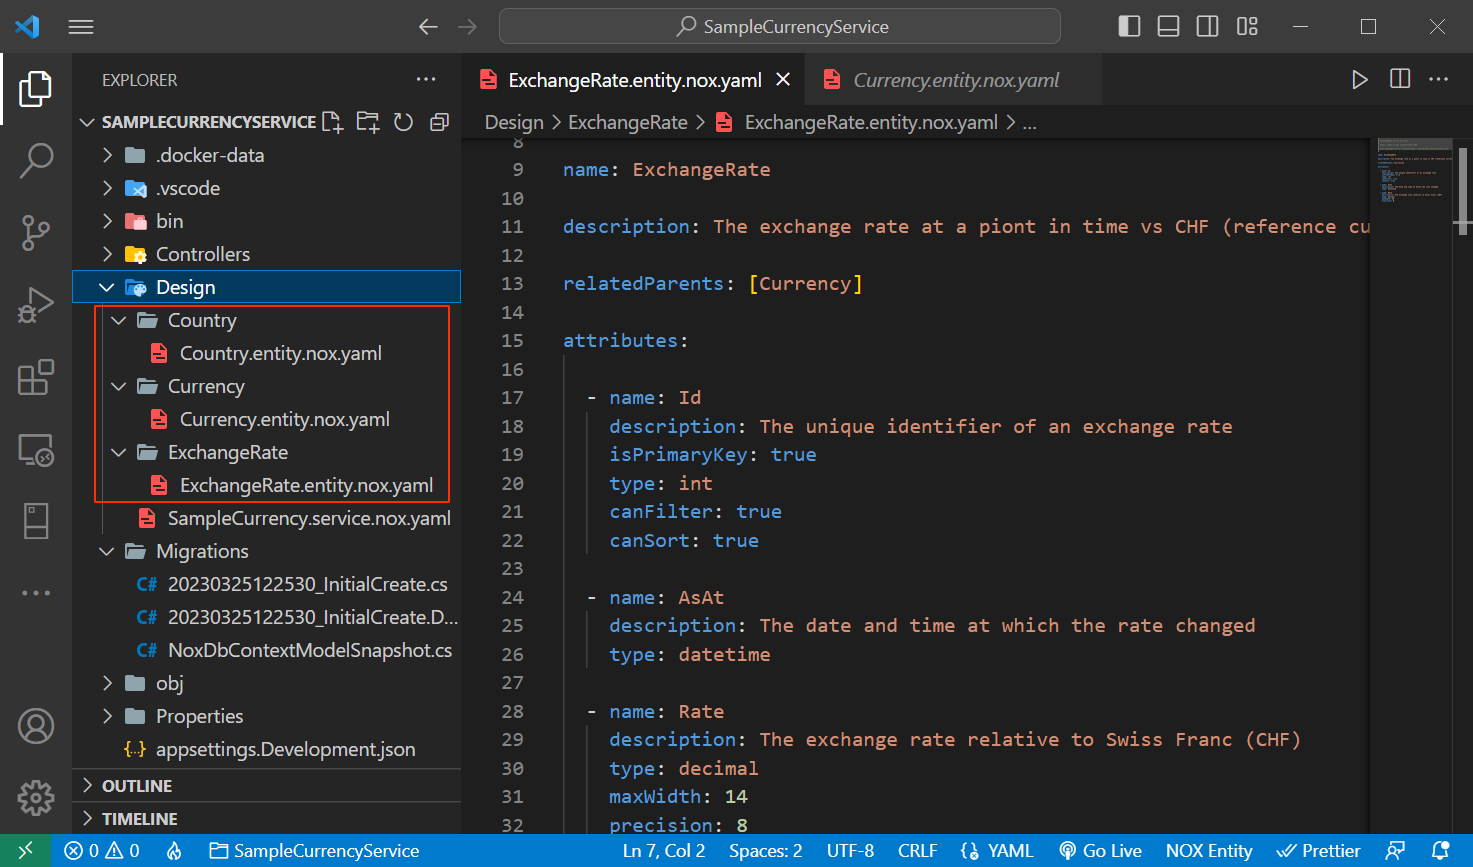 SampleCurrencyService
EXPLORER
ExchangeRate.entity.nox.yaml
Currency.entity.nox.yaml
SAMPLECURRENCYSERVICE
Design > ExchangeRate > ExchangeRate.entity.nox.yaml > ...
.docker-data
.vscode
bin
Controllers
Design
Country
Country.entity.nox.yaml
Currency
Currency.entity.nox.yaml
ExchangeRate
ExchangeRate.entity.nox.yaml
SampleCurrency.service.nox.yaml
Migrations
C# 20230325122530_InitialCreate.cs
C# 20230325122530_InitialCreate.D...
C# NoxDbContextModelSnapshot.cs
obj
Properties
{..} appsettings.Development.json
OUTLINE
TIMELINE
8
9 name: ExchangeRate
10
11 description: The exchange rate at a piont in time vs CHF (reference cu
12
13 relatedParents: [Currency]
14
15 attributes:
16
17 - name: Id
18 description: The unique identifier of an exchange rate
19 isPrimaryKey: true
20 type: int
21 canFilter: true
22 canSort: true
23
24 - name: AsAt
25 description: The date and time at which the rate changed
26 type: datetime
27
28 - name: Rate
29 description: The exchange rate relative to Swiss Franc (CHF)
30 type: decimal
31 maxWidth: 14
32 precision: 8
0 0 SampleCurrencyService Ln 7, Col 2 Spaces: 2 UTF-8 CRLF YAML Go Live NOX Entity Prettier